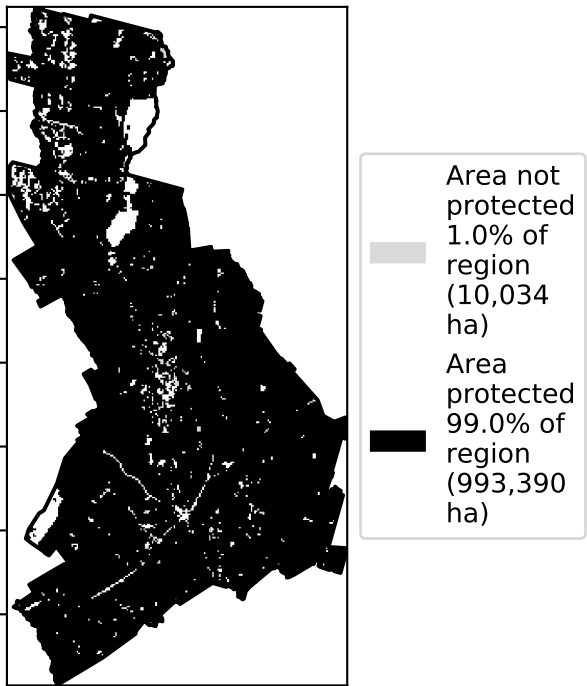 Area not
protected
1.0% of
region
(10,034
ha)
Area
protected
99.0% of
region
(993,390
ha)